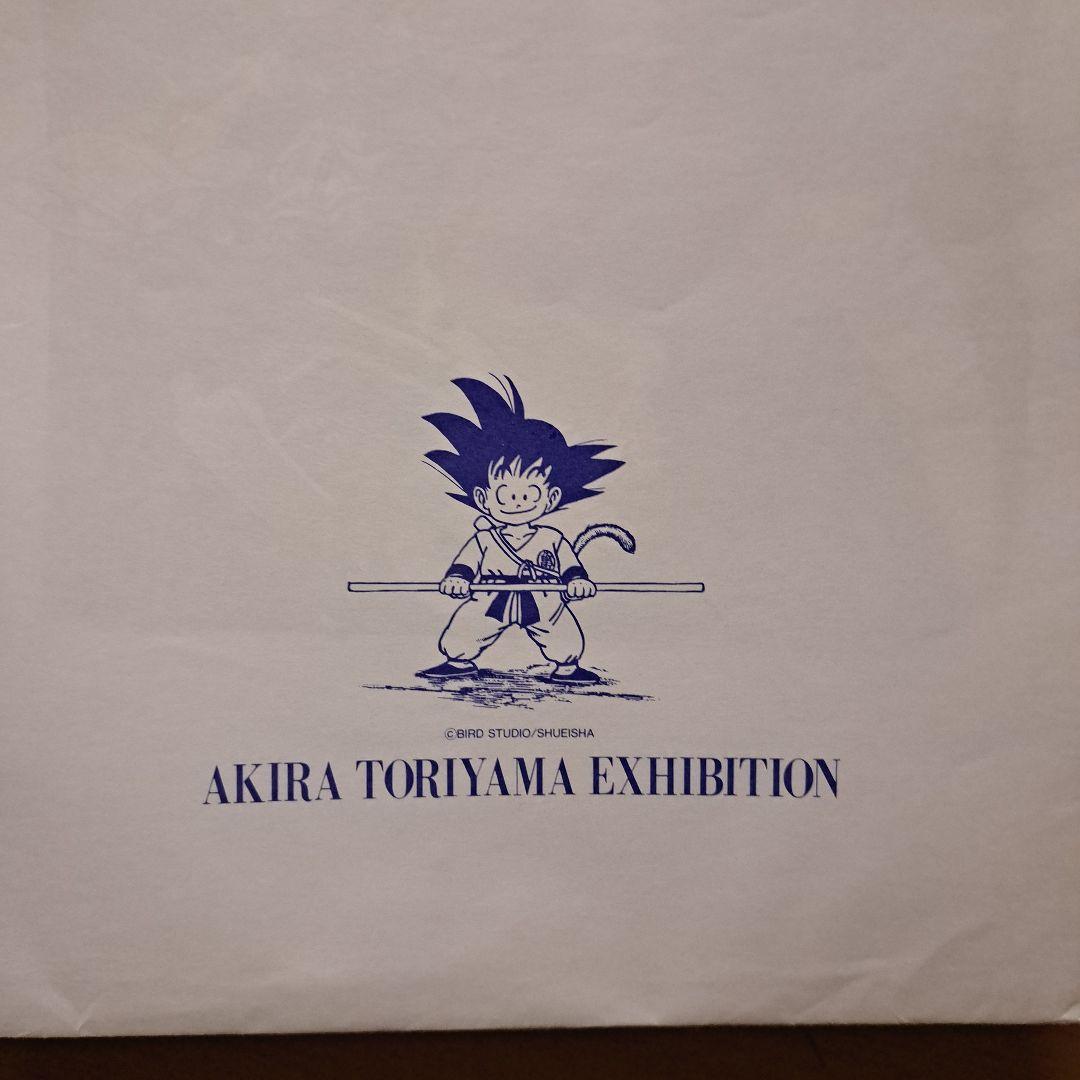 ©BIRD STUDIO/SHUEISHA
AKIRA TORIYAMA EXHIBITION